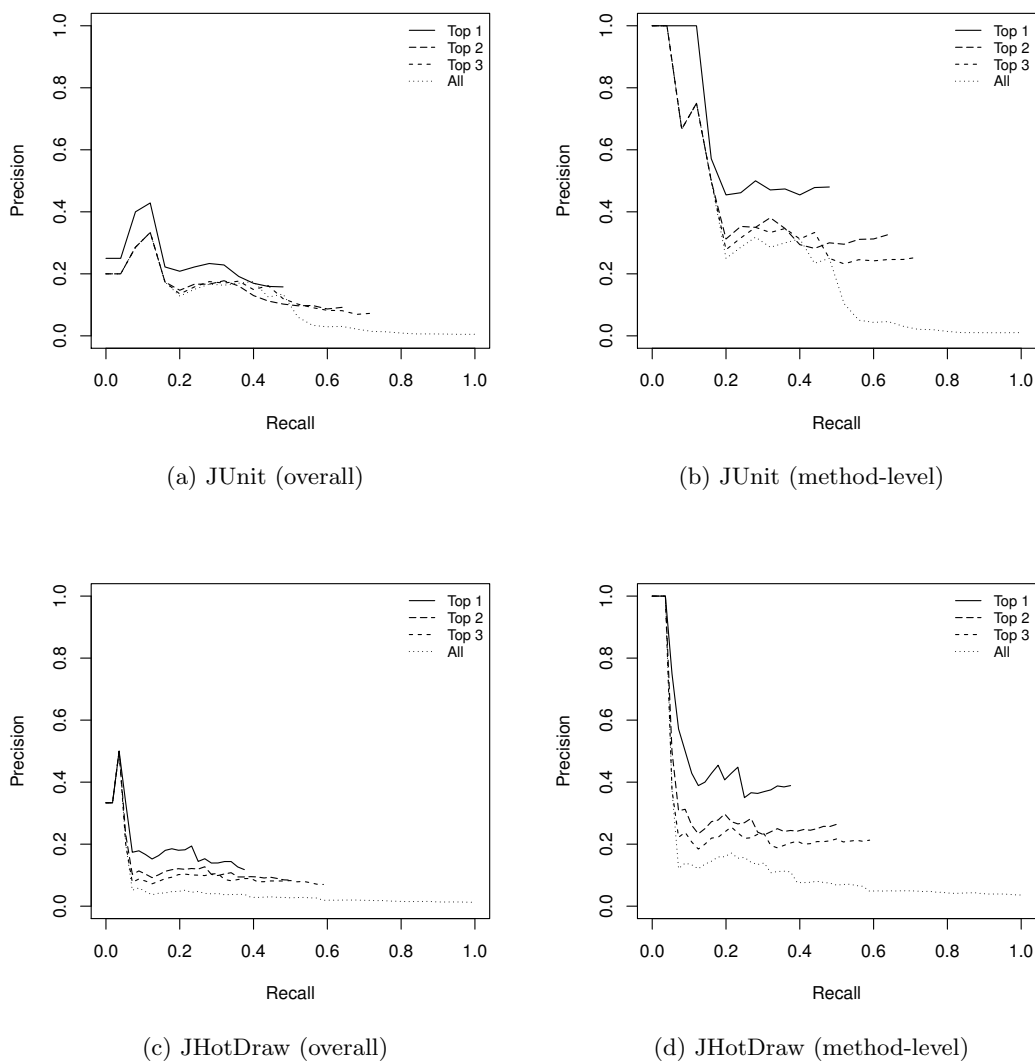 1.0
0.8
0.6
0.4
0.2
0.0
Precision
0.0 0.2 0.4 0.6 0.8 1.0
Recall
Top 1
Top 2
Top 3
All
(a) JUnit (overall)
1.0
0.8
0.6
0.4
0.2
0.0
Precision
0.0 0.2 0.4 0.6 0.8 1.0
Recall
Top 1
Top 2
Top 3
All
(b) JUnit (method-level)
1.0
0.8
0.6
0.4
0.2
0.0
Precision
0.0 0.2 0.4 0.6 0.8 1.0
Recall
Top 1
Top 2
Top 3
All
(c) JHotDraw (overall)
1.0
0.8
0.6
0.4
0.2
0.0
Precision
0.0 0.2 0.4 0.6 0.8 1.0
Recall
Top 1
Top 2
Top 3
All
(d) JHotDraw (method-level)